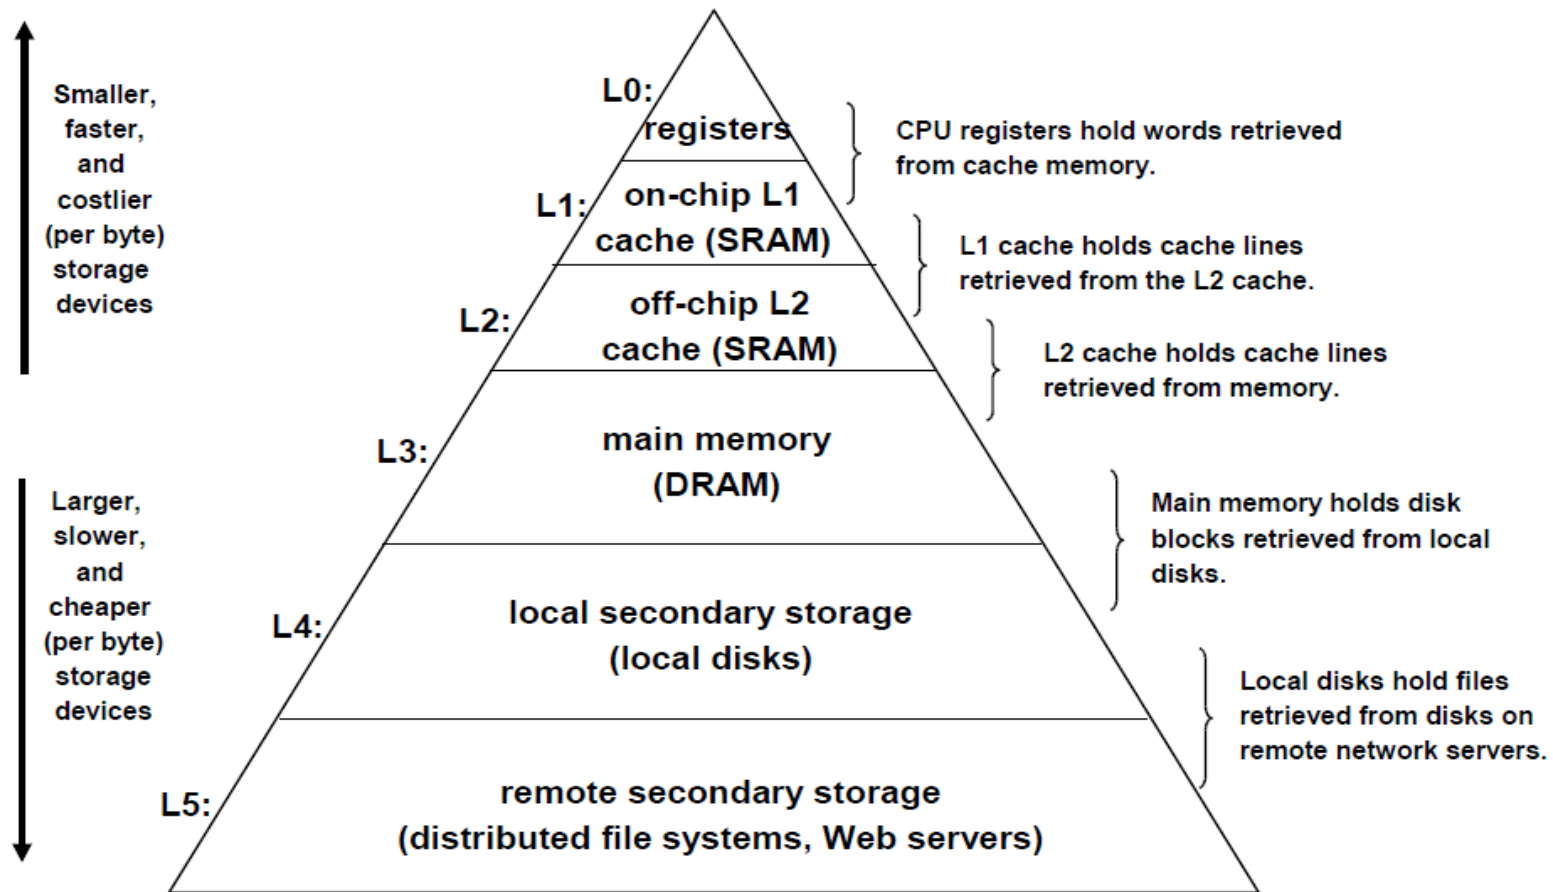 Smaller,
faster,
and
costlier
(per byte)
storage
devices
Larger,
slower,
and
cheaper
(per byte)
storage
devices
L0:
registers
CPU registers hold words retrieved
from cache memory.
L1:
on-chip L1
cache (SRAM)
L1 cache holds cache lines
retrieved from the L2 cache.
L2:
off-chip L2
cache (SRAM)
L2 cache holds cache lines
retrieved from memory.
L3:
main memory
(DRAM)
Main memory holds disk
blocks retrieved from local
disks.
L4:
local secondary storage
(local disks)
Local disks hold files
retrieved from disks on
remote network servers.
L5:
remote secondary storage
(distributed file systems, Web servers)